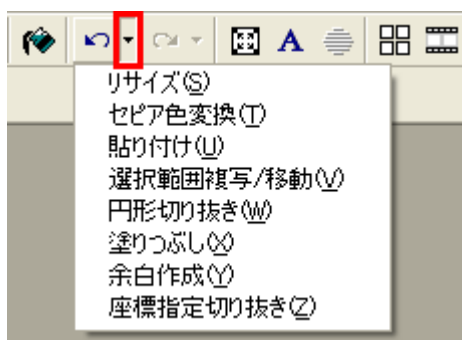 A
リサイズ(S)
セピア色変換(T)
貼り付け(U)
選択範囲複写/移動(V)
円形切り抜き(W)
塗りつぶし(X)
余白作成(Y)
座標指定切り抜き(Z)